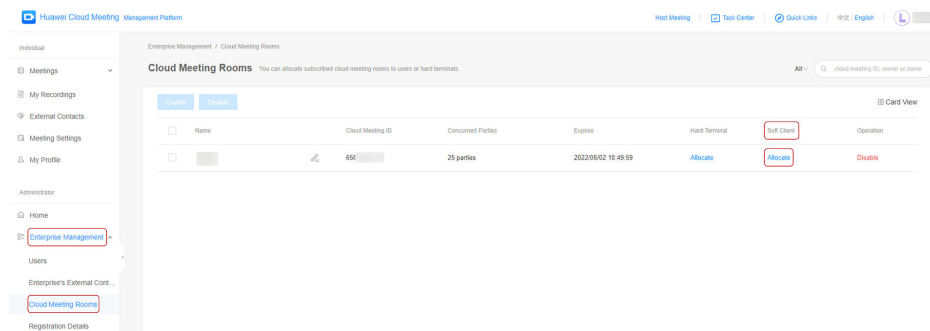 Huawei Cloud Meeting Management Platform
Host Meeting Task Center Quick Links 中文 English L
Individual
Meetings
My Recordings
External Contacts
Meeting Settings
My Profile
Administrator
Home
Enterprise Management
Users
Enterprise's External Cont...
Cloud Meeting Rooms
Registration Details
Enterprise Management / Cloud Meeting Rooms
Cloud Meeting Rooms You can allocate subscribed cloud meeting rooms to users or hard terminals.
All cloud meeting ID, owner or name
Enable Disable Card View
Name Cloud Meeting ID Concurrent Parties Expires Hard Terminal Soft Client Operation
25 parties 2022/06/02 10:49:59 Allocate Allocate Disable